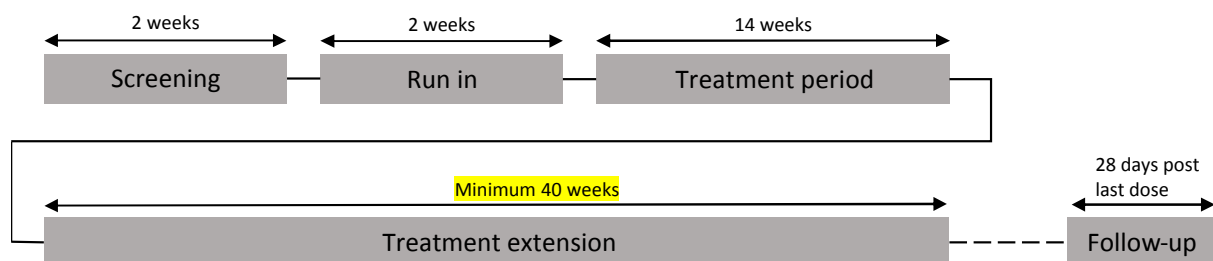 2 weeks
2 weeks
14 weeks
Screening
Run in
Treatment period
Minimum 40 weeks
28 days post
last dose
Treatment extension
Follow-up